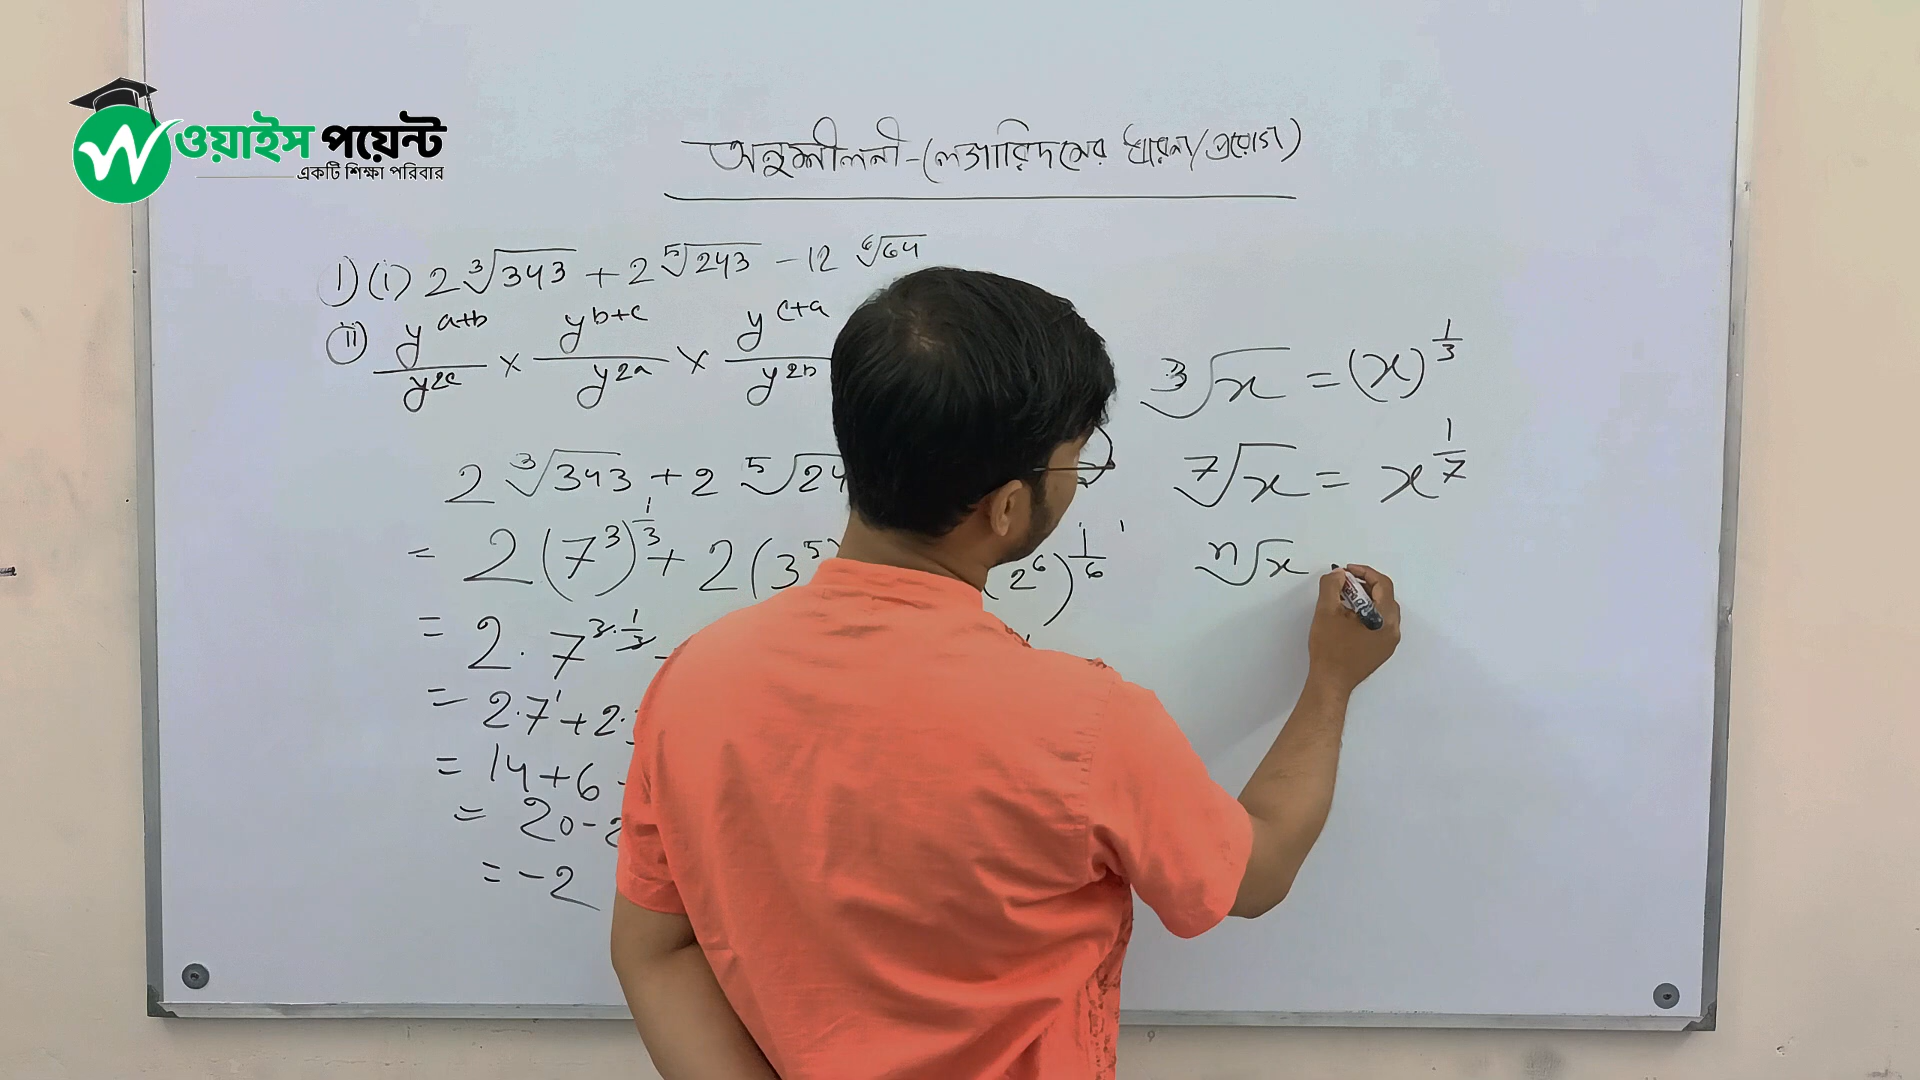 ওয়াইস পয়েন্ট
একটি শিক্ষা পরিবার
অনুশীলনী-(লগারিদমের ধারনা/প্রয়োগ)
1) (i) 2 ∛343 + 2 ⁵√243 - 12 ⁶√64
(ii) y^(a+b)/y^(2c) × y^(b+c)/y^(2a) × y^(c+a)/y^(2b)
2 ∛343 + 2 ⁵√24
= 2 (7³)^(1/3) + 2 (3⁵) (2⁶)^(1/6)
= 2 . 7^(3.1/3)
= 2.7¹ + 2.
= 14 + 6 -
= 20 - 2
= -2
∛x = (x)^(1/3)
⁷√x = x^(1/7)
ⁿ√x